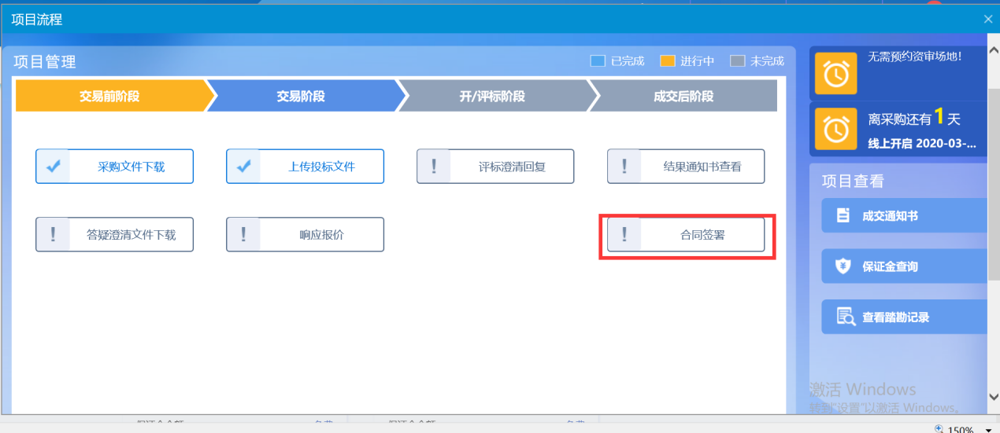 项目流程
项目管理
已完成 进行中 未完成
交易前阶段 交易阶段 开/评标阶段 成交后阶段
采购文件下载 上传投标文件 评标澄清回复 结果通知书查看
答疑澄清文件下载 响应报价 合同签署
无需预约资审场地!
离采购还有1天
线上开启 2020-03-...
项目查看
成交通知书
保证金查询
查看踏勘记录
激活 Windows
转到"设置"以激活 Windows。
150%